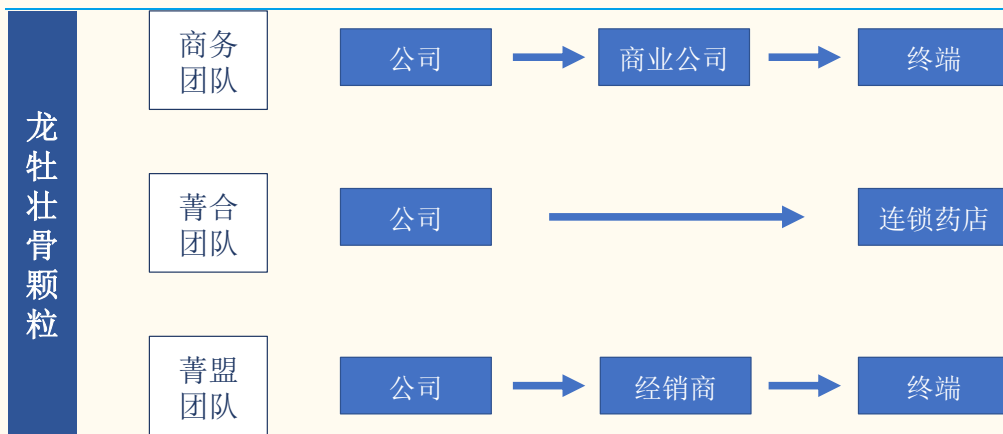 龙牡壮骨颗粒
商务
团队
公司
商业公司
终端
菁合
团队
公司
连锁药店
菁盟
团队
公司
经销商
终端